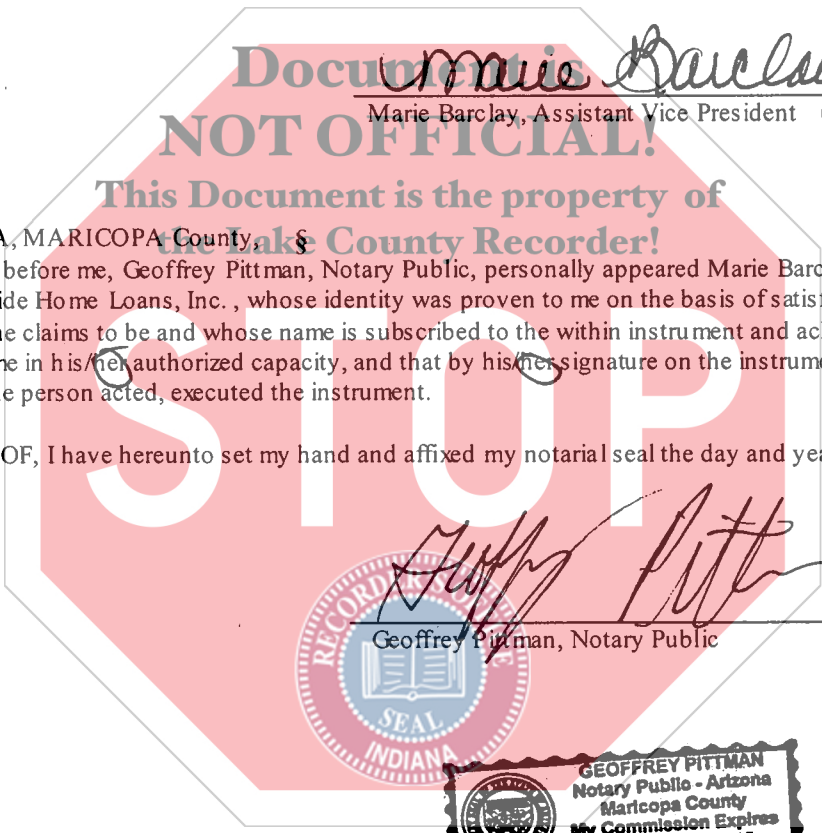 Document is
Marie Barclay
Marie Barclay, Assistant Vice President
NOT OFFICIAL!
This Document is the property of
the Lake County Recorder!
A, MARICOPA County, §
before me, Geoffrey Pittman, Notary Public, personally appeared Marie Barc
ide Home Loans, Inc. , whose identity was proven to me on the basis of satisf
e claims to be and whose name is subscribed to the within instrument and ac
e in his/her authorized capacity, and that by his/her signature on the instrume
e person acted, executed the instrument.
OF, I have hereunto set my hand and affixed my notarial seal the day and yea
STOP
Geoffrey Pittman, Notary Public
RECORDER'S OFFICE
SEAL
INDIANA
GEOFFREY PITTMAN
Notary Public - Arizona
Maricopa County
My Commission Expires